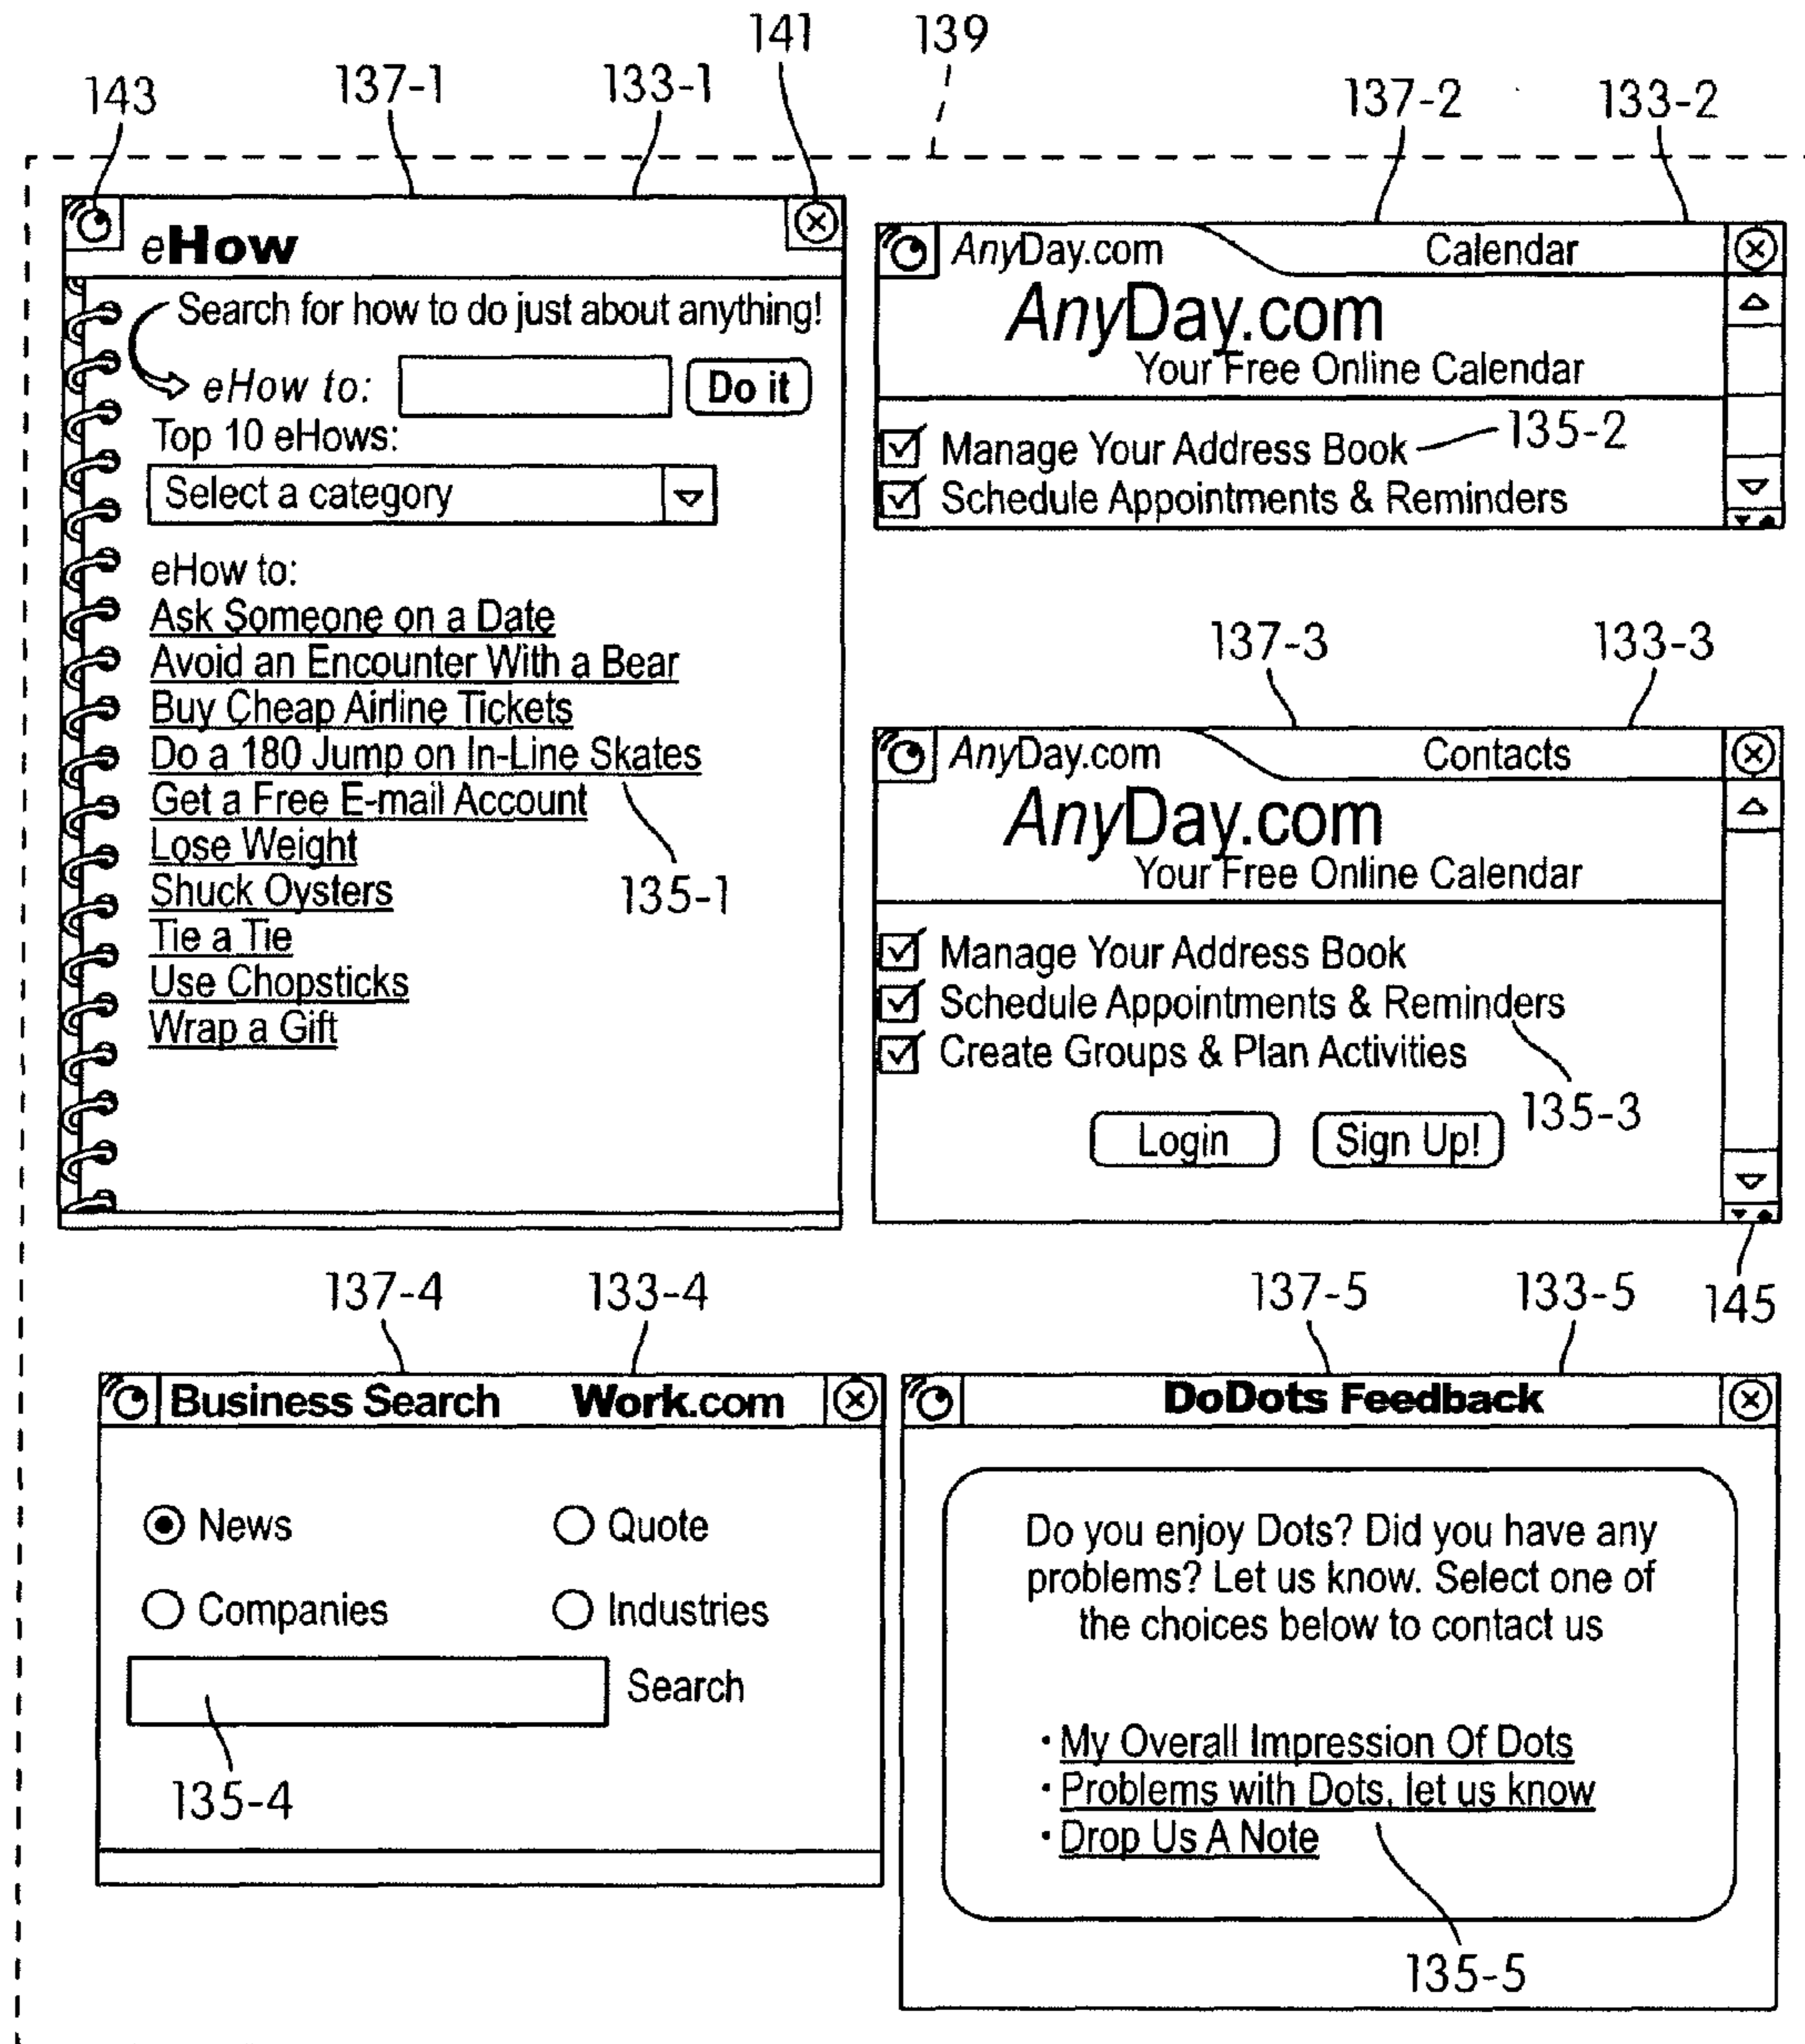 141 139
143 137-1 133-1 137-2 133-2
eHow
Search for how to do just about anything!
eHow to: Do it
Top 10 eHows:
Select a category
eHow to:
Ask Someone on a Date
Avoid an Encounter With a Bear
Buy Cheap Airline Tickets
Do a 180 Jump on In-Line Skates
Get a Free E-mail Account
Lose Weight
Shuck Oysters
135-1
Tie a Tie
Use Chopsticks
Wrap a Gift
AnyDay.com Calendar
AnyDay.com
Your Free Online Calendar
Manage Your Address Book 135-2
Schedule Appointments & Reminders
137-3 133-3
AnyDay.com Contacts
AnyDay.com
Your Free Online Calendar
Manage Your Address Book
Schedule Appointments & Reminders
Create Groups & Plan Activities
135-3
Login Sign Up!
137-4 133-4
Business Search Work.com
News Quote
Companies Industries
Search
135-4
137-5 133-5 145
DoDots Feedback
Do you enjoy Dots? Did you have any
problems? Let us know. Select one of
the choices below to contact us
· My Overall Impression Of Dots
· Problems with Dots, let us know
· Drop Us A Note
135-5